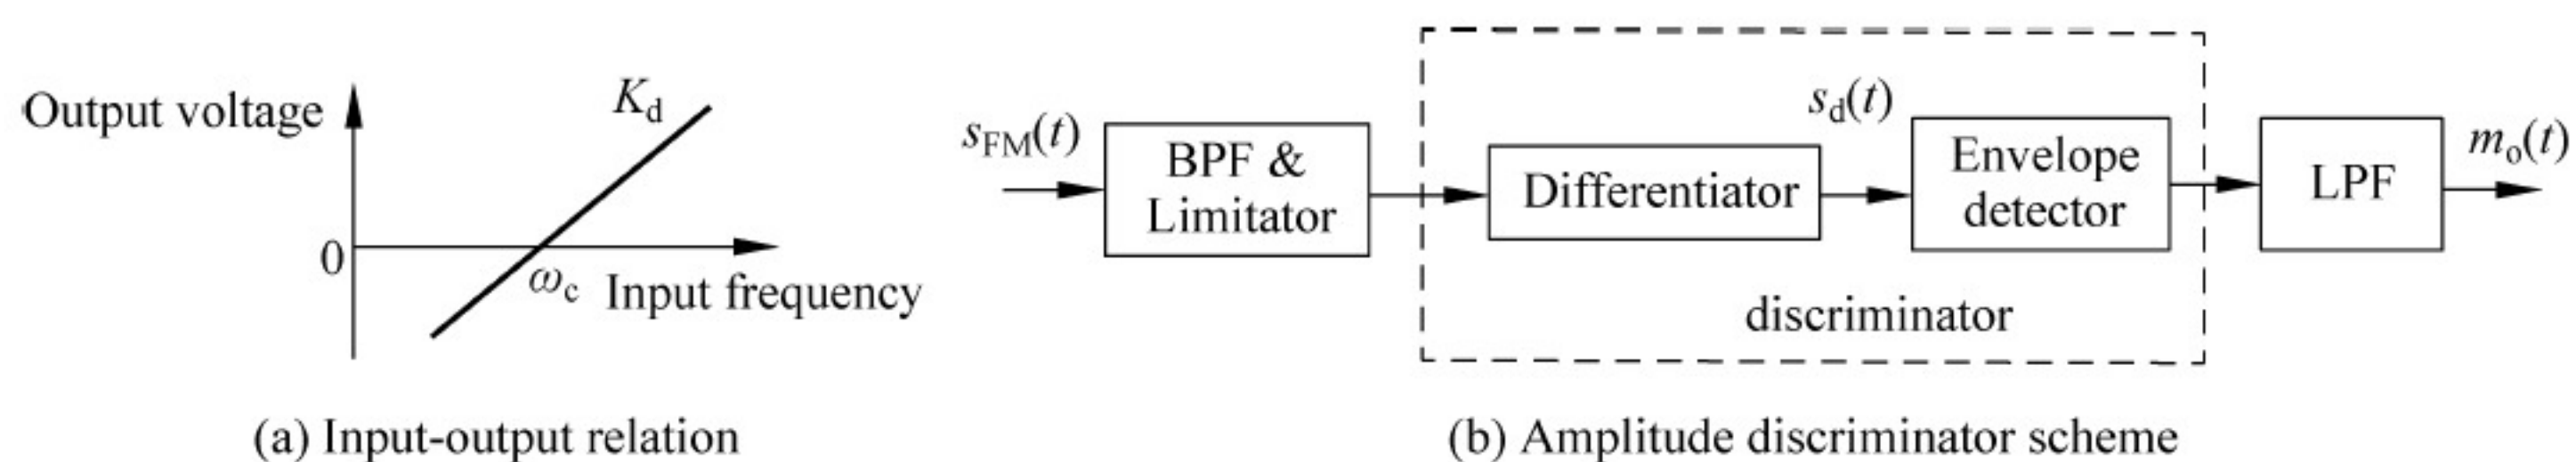 Output voltage
K_d
0
ω_c
Input frequency
(a) Input-output relation
s_FM(t)
BPF &
Limitator
Differentiator
s_d(t)
Envelope
detector
LPF
m_o(t)
discriminator
(b) Amplitude discriminator scheme